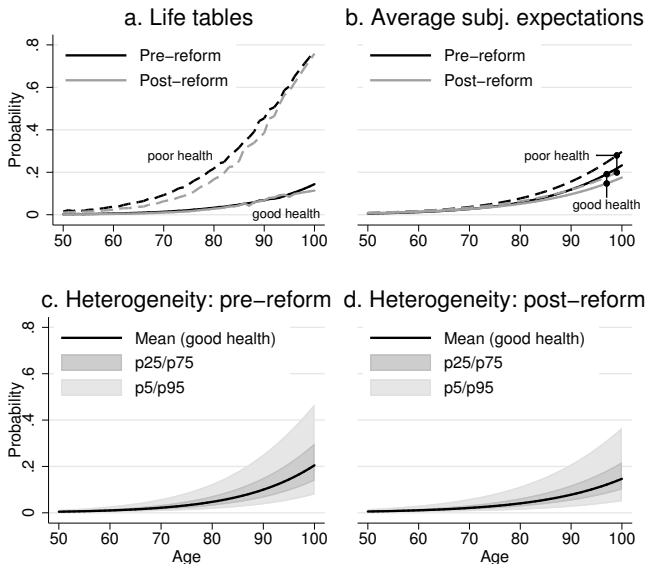 a. Life tables
b. Average subj. expectations
Probability
.8
.6
.4
.2
0
Pre−reform
Post−reform
poor health
good health
50 60 70 80 90 100
Pre−reform
Post−reform
poor health
good health
50 60 70 80 90 100
c. Heterogeneity: pre−reform
d. Heterogeneity: post−reform
Probability
.8
.6
.4
.2
0
Mean (good health)
p25/p75
p5/p95
50 60 70 80 90 100
Age
Mean (good health)
p25/p75
p5/p95
50 60 70 80 90 100
Age